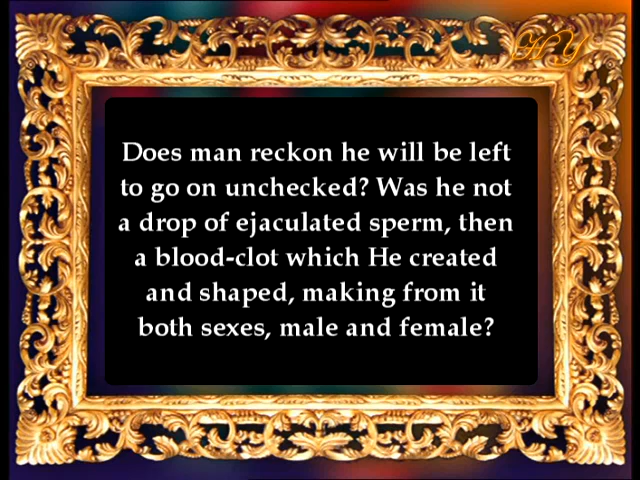 HY
Does man reckon he will be left
to go on unchecked? Was he not
a drop of ejaculated sperm, then
a blood-clot which He created
and shaped, making from it
both sexes, male and female?